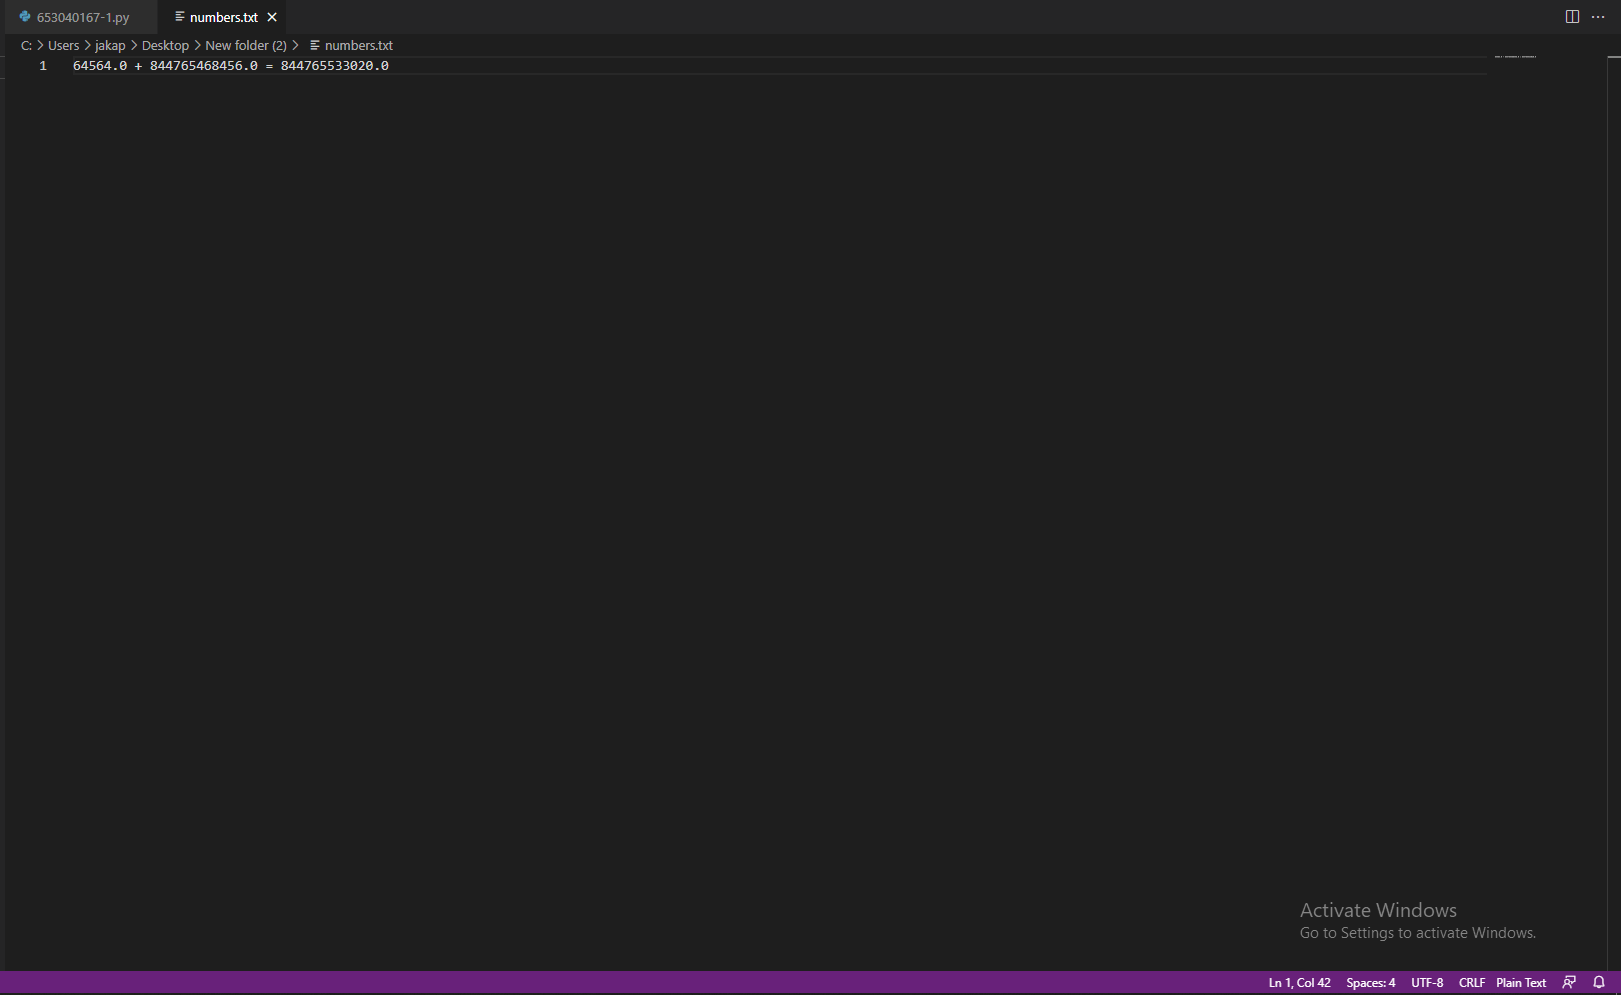 653040167-1.py numbers.txt
C: Users jakap Desktop New folder (2) numbers.txt
1 64564.0 + 844765468456.0 = 844765533020.0
Activate Windows
Go to Settings to activate Windows.
Ln 1, Col 42 Spaces: 4 UTF-8 CRLF Plain Text